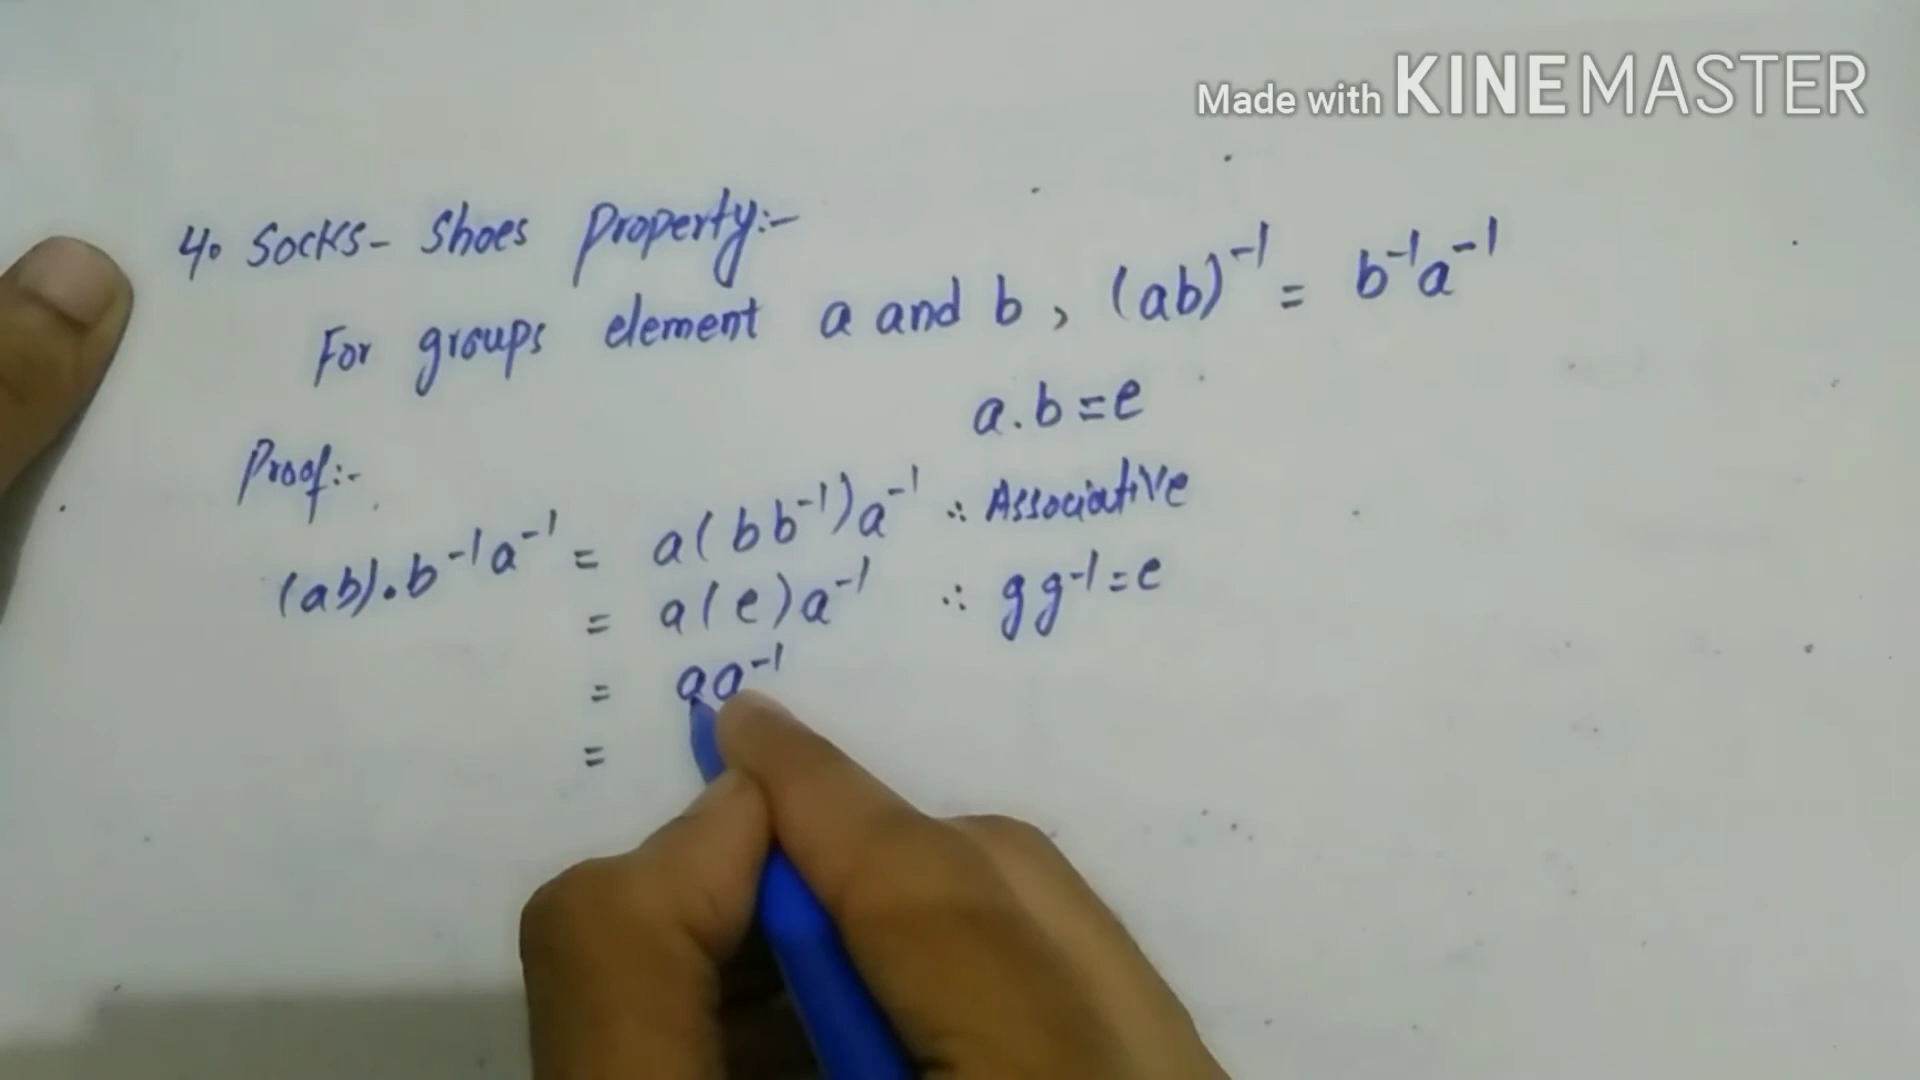 Made with KINEMASTER
4. Socks-Shoes Property:-
For groups element a and b, (ab)⁻¹ = b⁻¹a⁻¹
a.b=e
Proof:-
(ab).b⁻¹a⁻¹ = a(bb⁻¹)a⁻¹ ∴ Associative
= a(e)a⁻¹ ∴ gg⁻¹=e
= aa⁻¹
=